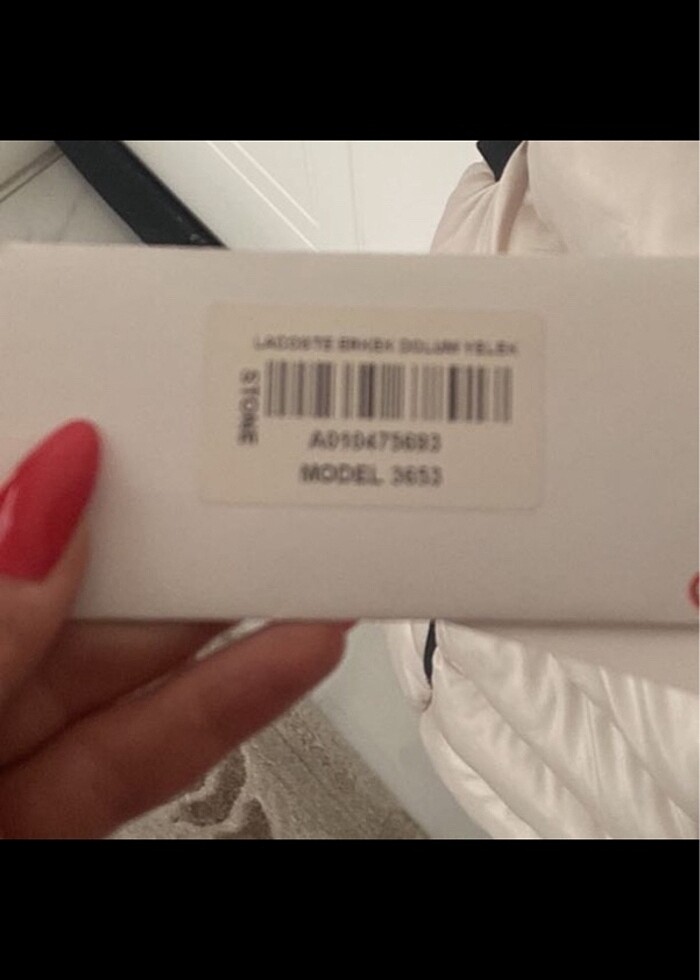 LACOSTE ERKEK DOLUM YELEK
STONE
A010475693
MODEL 3653